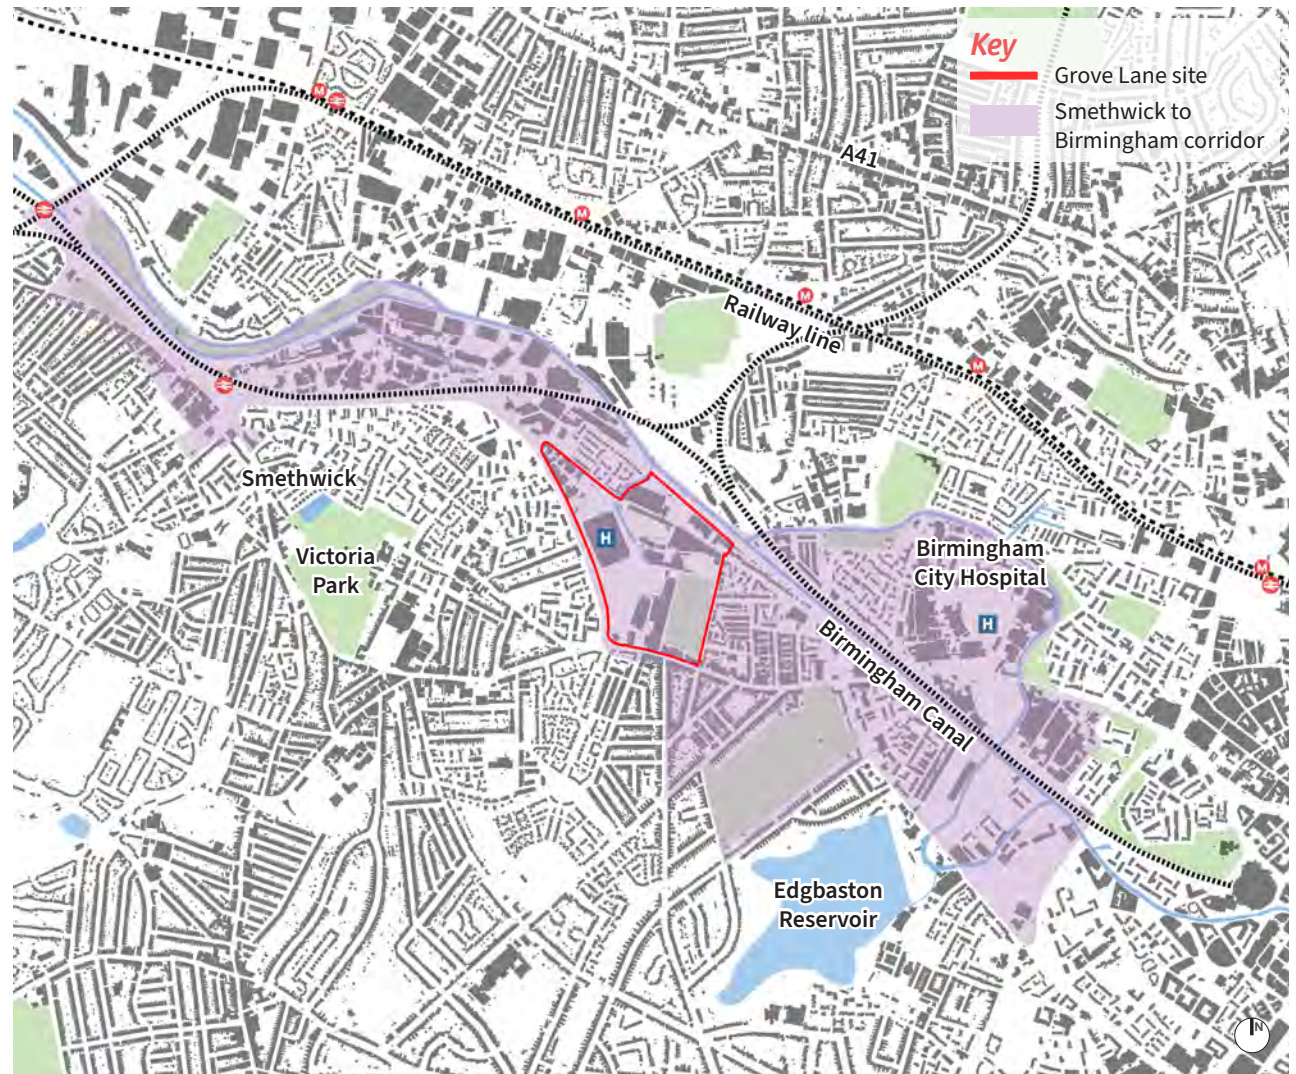 Key
Grove Lane site
Smethwick to
Birmingham corridor
A41
M
M
M
Railway line
M
Smethwick
Victoria
Park
H
Birmingham
City Hospital
M
H
Birmingham Canal
Edgbaston
Reservoir
N